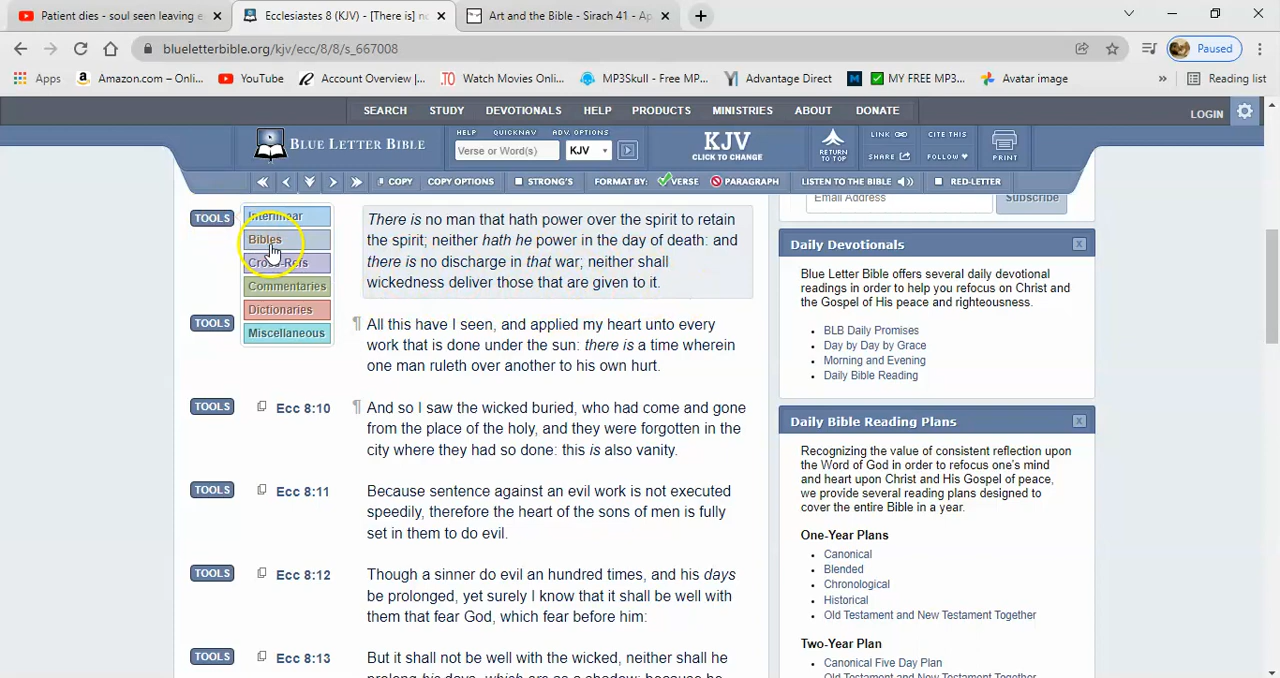 Patient dies - soul seen leaving e
Ecclesiastes 8 (KJV) - [There is] no
Art and the Bible - Sirach 41 - Ap
blueletterbible.org/kjv/ecc/8/8/s_667008
Paused
Apps
Amazon.com – Onli...
YouTube
Account Overview |...
Watch Movies Onli...
MP3Skull - Free MP...
Advantage Direct
MY FREE MP3...
Avatar image
»
Reading list
SEARCH STUDY DEVOTIONALS HELP PRODUCTS MINISTRIES ABOUT DONATE
LOGIN
BLUE LETTER BIBLE
HELP QUICKNAV ADV. OPTIONS
Verse or Word(s)
KJV
KJV
CLICK TO CHANGE
RETURN
TO TOP
LINK
CITE THIS
SHARE
FOLLOW
PRINT
COPY COPY OPTIONS STRONG'S FORMAT BY: VERSE PARAGRAPH LISTEN TO THE BIBLE RED-LETTER
TOOLS
Interlinear
Bibles
Cross-Refs
Commentaries
Dictionaries
Miscellaneous
There is no man that hath power over the spirit to retain
the spirit; neither hath he power in the day of death: and
there is no discharge in that war; neither shall
wickedness deliver those that are given to it.
TOOLS
¶ All this have I seen, and applied my heart unto every
work that is done under the sun: there is a time wherein
one man ruleth over another to his own hurt.
TOOLS Ecc 8:10 ¶ And so I saw the wicked buried, who had come and gone
from the place of the holy, and they were forgotten in the
city where they had so done: this is also vanity.
TOOLS Ecc 8:11 Because sentence against an evil work is not executed
speedily, therefore the heart of the sons of men is fully
set in them to do evil.
TOOLS Ecc 8:12 Though a sinner do evil an hundred times, and his days
be prolonged, yet surely I know that it shall be well with
them that fear God, which fear before him:
TOOLS Ecc 8:13 But it shall not be well with the wicked, neither shall he
prolong his days, which are as a shadow; because he
Email Address
Subscribe
Daily Devotionals
Blue Letter Bible offers several daily devotional
readings in order to help you refocus on Christ and
the Gospel of His peace and righteousness.
BLB Daily Promises
Day by Day by Grace
Morning and Evening
Daily Bible Reading
Daily Bible Reading Plans
Recognizing the value of consistent reflection upon
the Word of God in order to refocus one's mind
and heart upon Christ and His Gospel of peace,
we provide several reading plans designed to
cover the entire Bible in a year.
One-Year Plans
Canonical
Blended
Chronological
Historical
Old Testament and New Testament Together
Two-Year Plan
Canonical Five Day Plan
Old Testament and New Testament Together